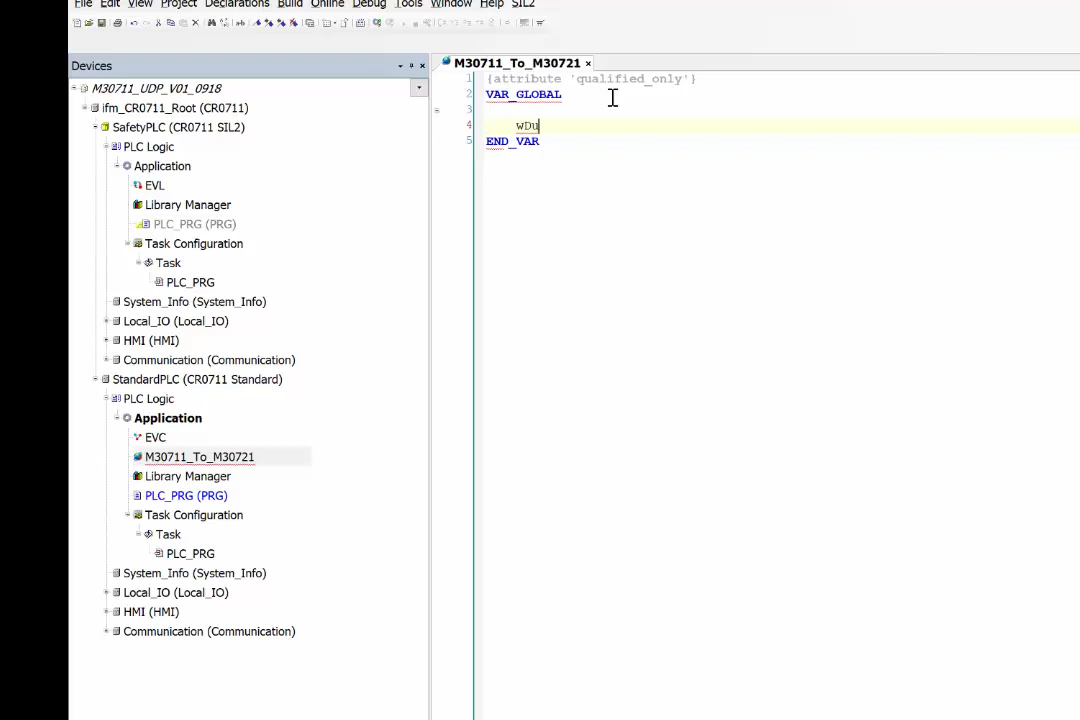 File Edit View Project Declarations Build Online Debug Tools Window Help SIL2
Devices
M30711_UDP_V01_0918
ifm_CR0711_Root (CR0711)
SafetyPLC (CR0711 SIL2)
PLC Logic
Application
EVL
Library Manager
PLC_PRG (PRG)
Task Configuration
Task
PLC_PRG
System_Info (System_Info)
Local_IO (Local_IO)
HMI (HMI)
Communication (Communication)
StandardPLC (CR0711 Standard)
PLC Logic
Application
EVC
M30711_To_M30721
Library Manager
PLC_PRG (PRG)
Task Configuration
Task
PLC_PRG
System_Info (System_Info)
Local_IO (Local_IO)
HMI (HMI)
Communication (Communication)
M30711_To_M30721
1 {attribute 'qualified_only'}
2 VAR_GLOBAL
3
4 wDu
5 END_VAR